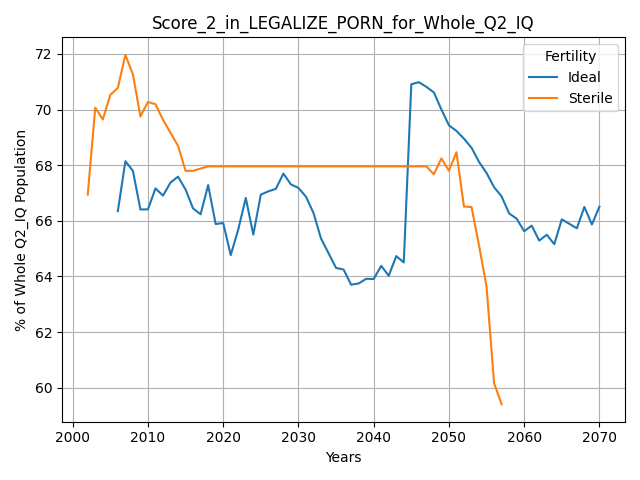 Score_2_in_LEGALIZE_PORN_for_Whole_Q2_IQ
% of Whole Q2_IQ Population
72
70
68
66
64
62
60
Fertility
Ideal
Sterile
2000 2010 2020 2030 2040 2050 2060 2070
Years